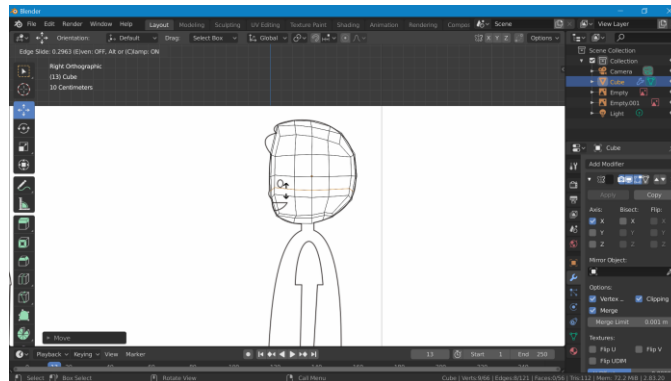 Blender
File Edit Render Window Help Layout Modeling Sculpting UV Editing Texture Paint Shading Animation Rendering Compos Scene View Layer
Orientation: Default Drag: Select Box Global X Y Z Options
Edge Slide: 0.2963 (E)ven: OFF, Alt or (C)lamp: ON
Right Orthographic
(13) Cube
10 Centimeters
Move
Playback Keying View Marker 13 Start 1 End 250
Select Box Select Rotate View Call Menu
Scene Collection
Collection
Camera
Cube
Empty
Empty.001
Light
Cube
Add Modifier
Apply Copy
Axis: Bisect: Flip:
X X X
Y Y Y
Z Z Z
Mirror Object:
Options:
Vertex .. Clipping
Merge
Merge Limit 0.001 m
Textures:
Flip U Flip V
Flip UDIM